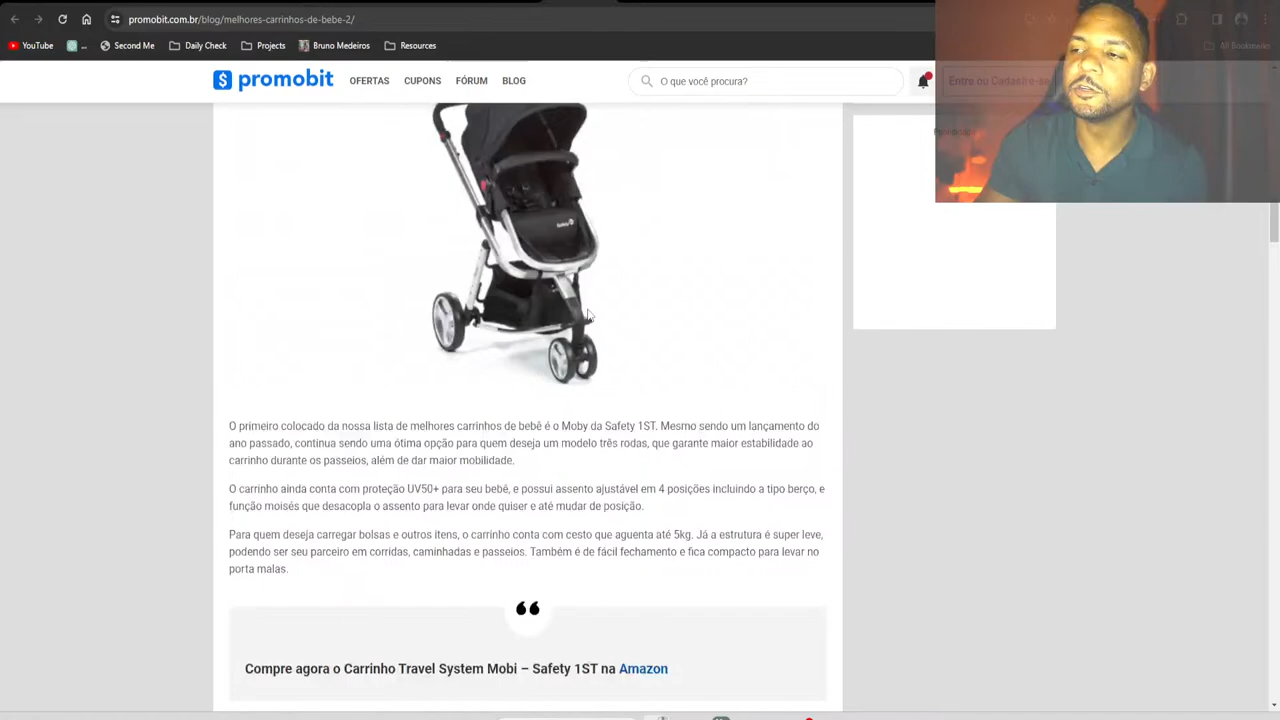 promobit.com.br/blog/melhores-carrinhos-de-bebe-2/
YouTube
Second Me
Daily Check
Projects
Bruno Medeiros
Resources
All Bookmarks
promobit
OFERTAS
CUPONS
FÓRUM
BLOG
O que você procura?
Entre ou Cadastre-se
Safety
O primeiro colocado da nossa lista de melhores carrinhos de bebê é o Moby da Safety 1ST. Mesmo sendo um lançamento do
ano passado, continua sendo uma ótima opção para quem deseja um modelo três rodas, que garante maior estabilidade ao
carrinho durante os passeios, além de dar maior mobilidade.
O carrinho ainda conta com proteção UV50+ para seu bebê, e possui assento ajustável em 4 posições incluindo a tipo berço, e
função moisés que desacopla o assento para levar onde quiser e até mudar de posição.
Para quem deseja carregar bolsas e outros itens, o carrinho conta com cesto que aguenta até 5kg. Já a estrutura é super leve,
podendo ser seu parceiro em corridas, caminhadas e passeios. Também é de fácil fechamento e fica compacto para levar no
porta malas.
Compre agora o Carrinho Travel System Mobi – Safety 1ST na Amazon